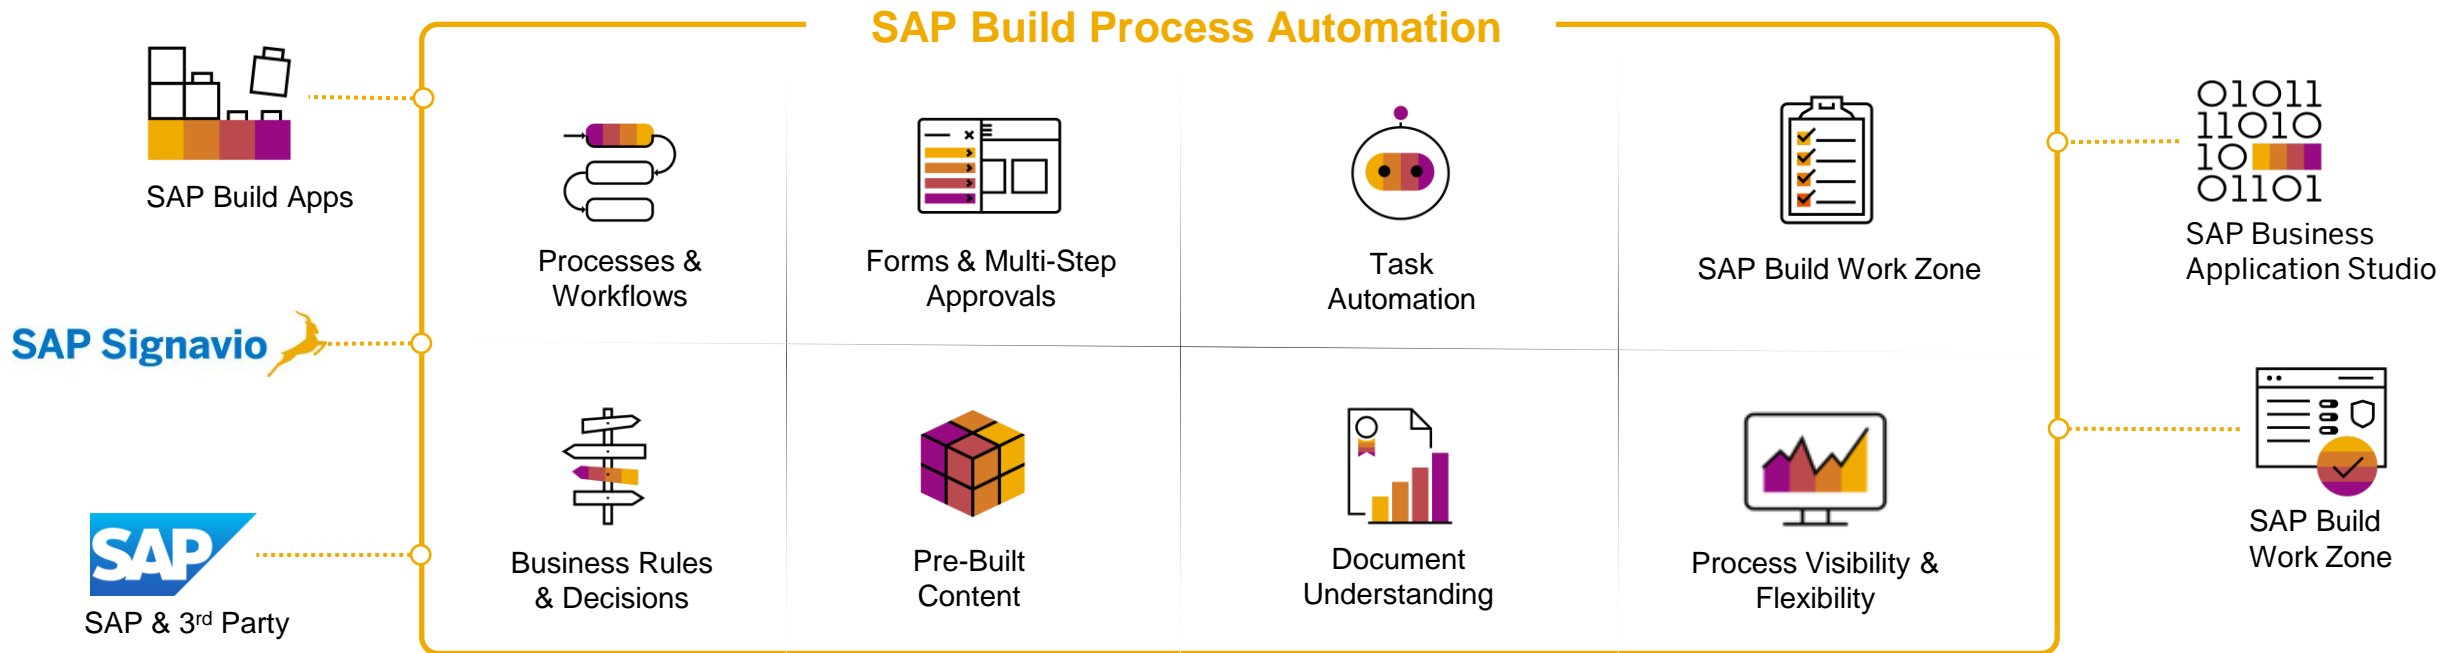 SAP Build Process Automation
SAP Build Apps
SAP Signavio
SAP
SAP & 3rd Party
Processes &
Workflows
Forms & Multi-Step
Approvals
Task
Automation
SAP Build Work Zone
Business Rules
& Decisions
Pre-Built
Content
Document
Understanding
Process Visibility &
Flexibility
01011
11010
10
01101
SAP Business
Application Studio
SAP Build
Work Zone